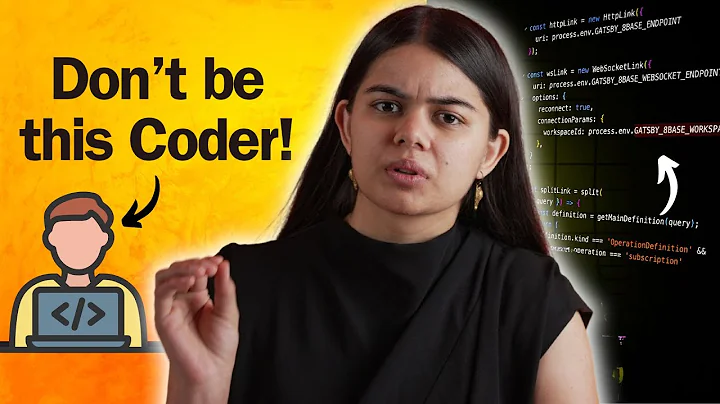 Don't be
this Coder!
</>
const httpLink = new HttpLink({
uri: process.env.GATSBY_8BASE_ENDPOINT
});
const wsLink = new WebSocketLink({
uri: process.env.GATSBY_8BASE_WEBSOCKET_ENDPOINT
options: {
reconnect: true,
connectionParams: {
workspaceId: process.env.GATSBY_8BASE_WORKSPA
},
splitLink = split(
query }) => {
definition = getMainDefinition(query);
kind === 'OperationDefinition' &&
operation === 'subscription'